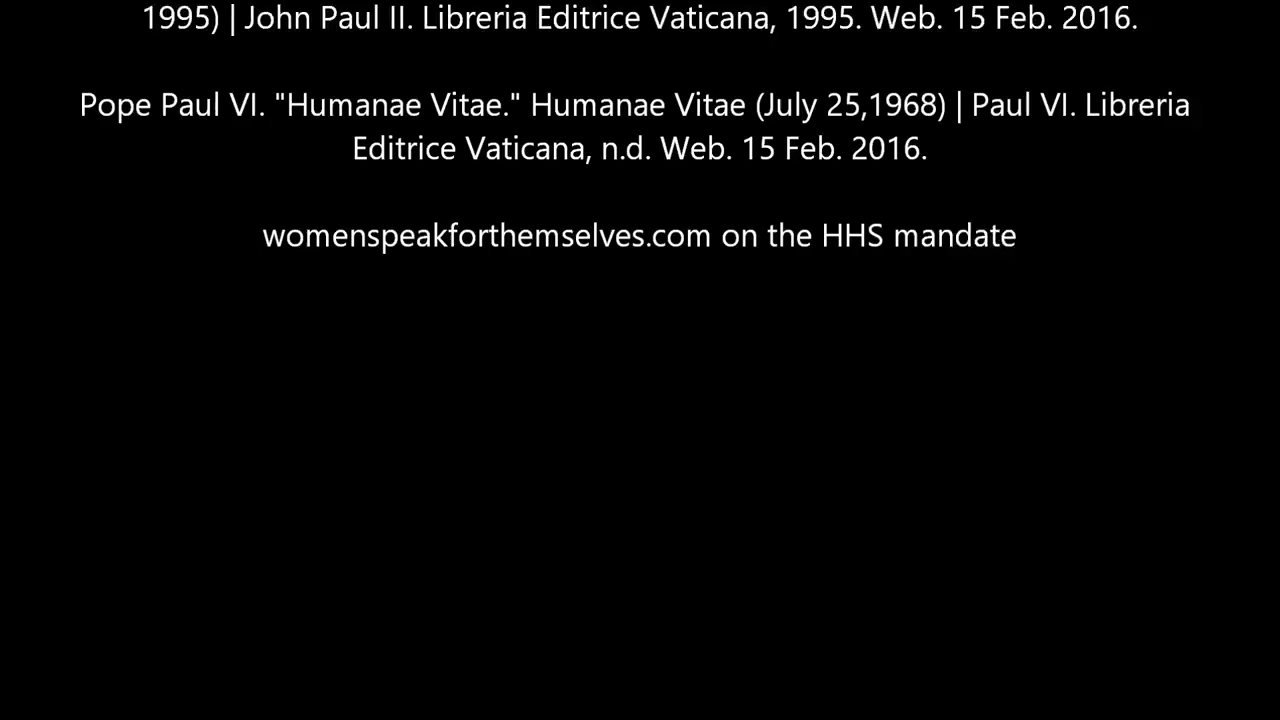 1995) | John Paul II. Libreria Editrice Vaticana, 1995. Web. 15 Feb. 2016.
Pope Paul VI. "Humanae Vitae." Humanae Vitae (July 25,1968) | Paul VI. Libreria
Editrice Vaticana, n.d. Web. 15 Feb. 2016.
womenspeakforthemselves.com on the HHS mandate